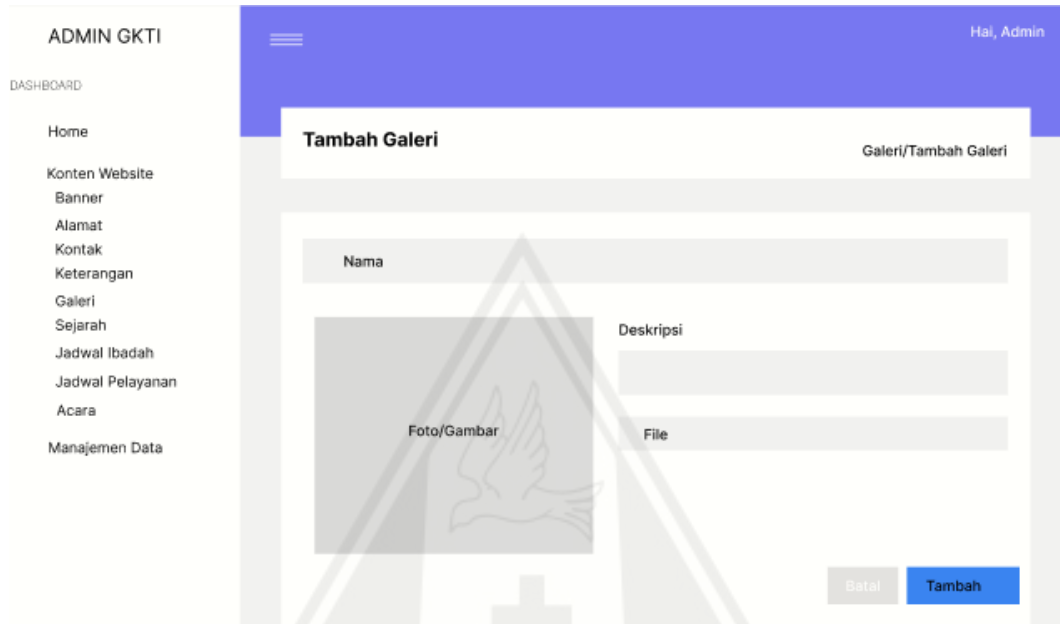 ADMIN GKTI
Hai, Admin
DASHBOARD
Home
Konten Website
Banner
Alamat
Kontak
Keterangan
Galeri
Sejarah
Jadwal Ibadah
Jadwal Pelayanan
Acara
Manajemen Data
Tambah Galeri
Galeri/Tambah Galeri
Nama
Foto/Gambar
Deskripsi
File
Batal
Tambah